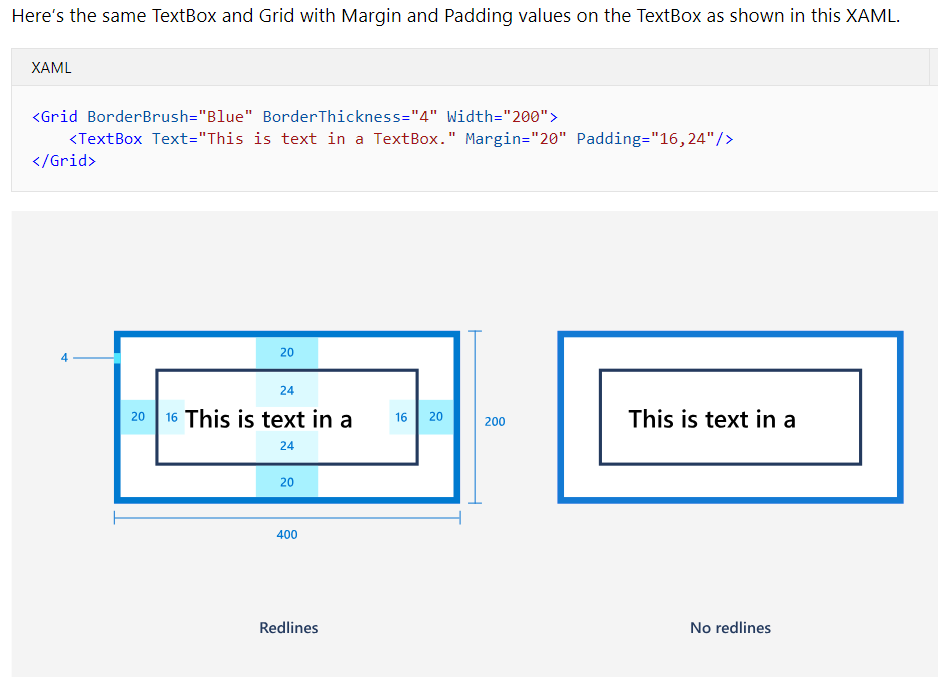 Here's the same TextBox and Grid with Margin and Padding values on the TextBox as shown in this XAML.
XAML
<Grid BorderBrush="Blue" BorderThickness="4" Width="200">
    <TextBox Text="This is text in a TextBox." Margin="20" Padding="16,24"/>
</Grid>
4
20
24
20
16
This is text in a
16
20
24
20
200
400
This is text in a
Redlines
No redlines